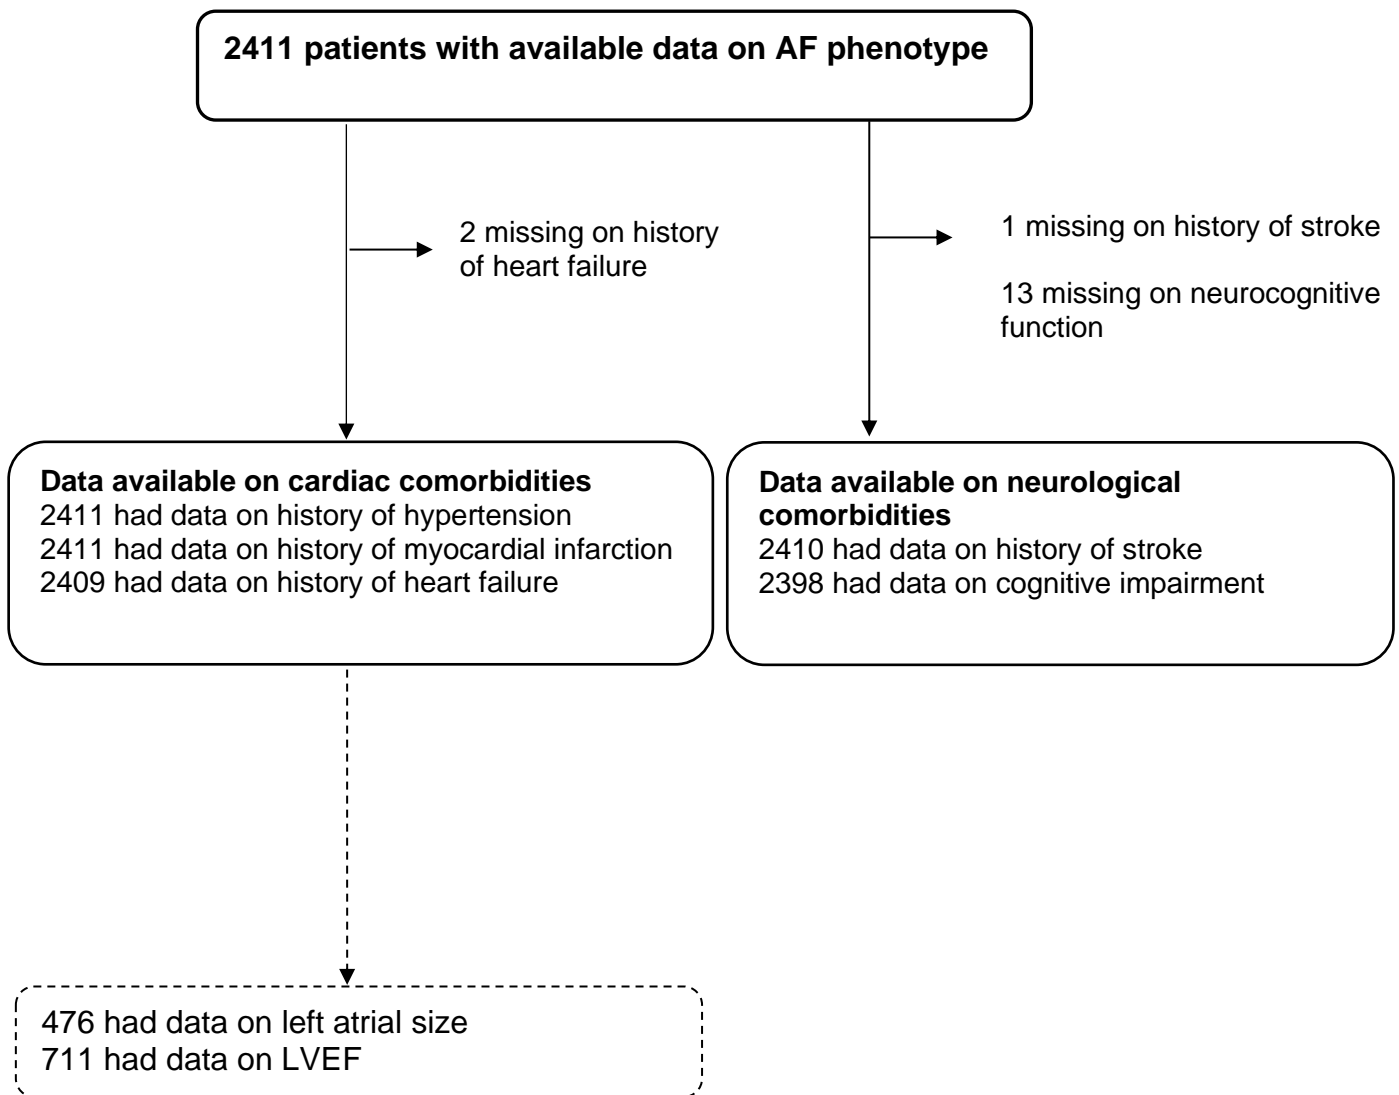 2411 patients with available data on AF phenotype
2 missing on history
of heart failure
1 missing on history of stroke
13 missing on neurocognitive
function
Data available on cardiac comorbidities
2411 had data on history of hypertension
2411 had data on history of myocardial infarction
2409 had data on history of heart failure
Data available on neurological
comorbidities
2410 had data on history of stroke
2398 had data on cognitive impairment
476 had data on left atrial size
711 had data on LVEF